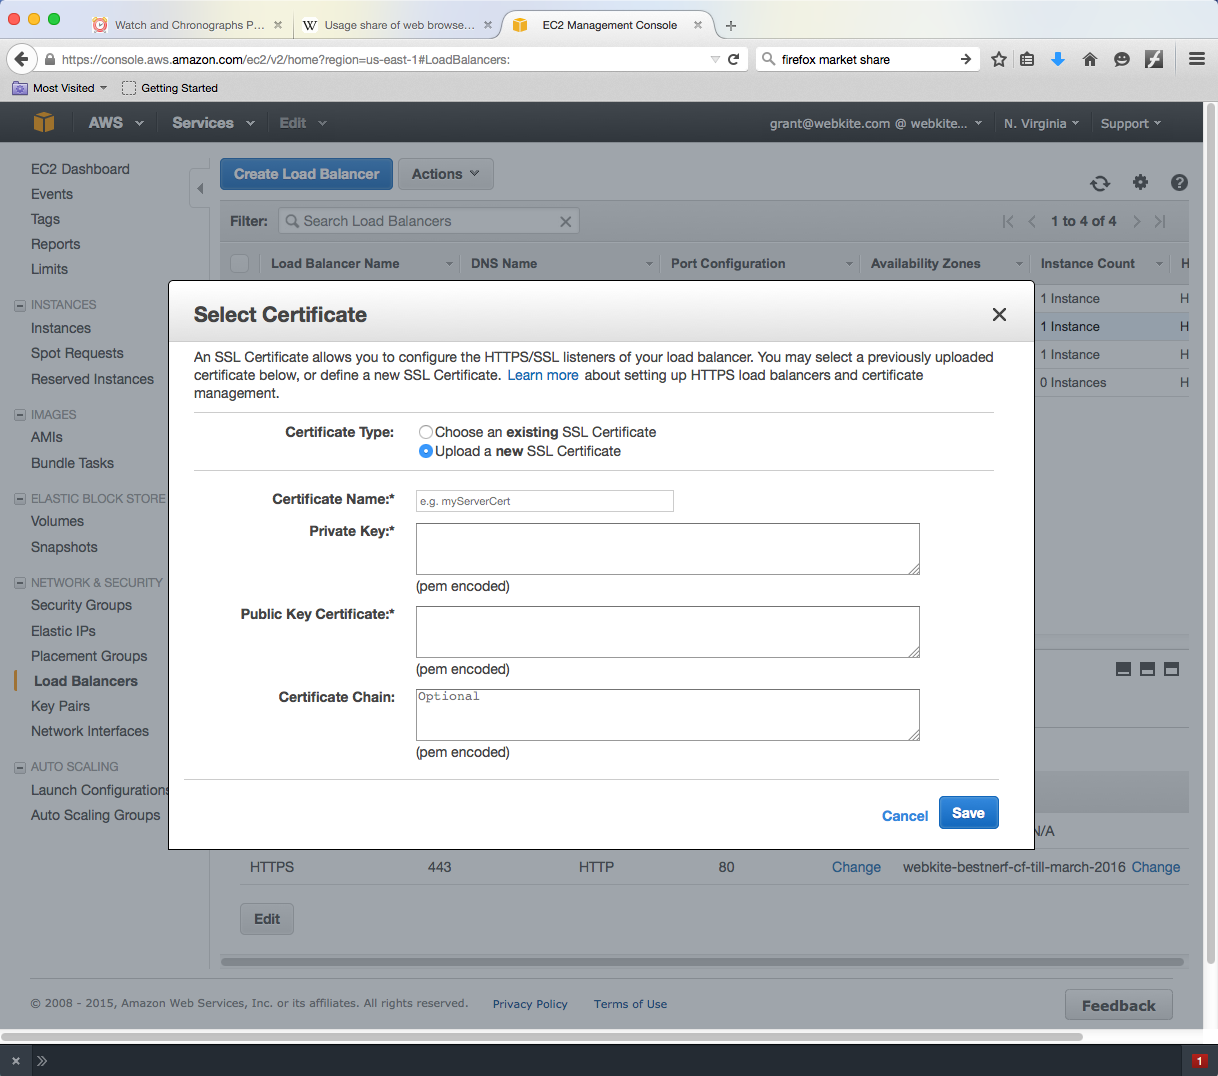 Watch and Chronographs P...
Usage share of web browse...
EC2 Management Console
https://console.aws.amazon.com/ec2/v2/home?region=us-east-1#LoadBalancers:
firefox market share
Most Visited
Getting Started
AWS
Services
Edit
grant@webkite.com @ webkite...
N. Virginia
Support
EC2 Dashboard
Events
Tags
Reports
Limits
INSTANCES
Instances
Spot Requests
Reserved Instances
IMAGES
AMIs
Bundle Tasks
ELASTIC BLOCK STORE
Volumes
Snapshots
NETWORK & SECURITY
Security Groups
Elastic IPs
Placement Groups
Load Balancers
Key Pairs
Network Interfaces
AUTO SCALING
Launch Configurations
Auto Scaling Groups
Create Load Balancer
Actions
Filter:
Search Load Balancers
1 to 4 of 4
Load Balancer Name
DNS Name
Port Configuration
Availability Zones
Instance Count
H
1 Instance H
1 Instance H
1 Instance H
0 Instances H
Select Certificate
An SSL Certificate allows you to configure the HTTPS/SSL listeners of your load balancer. You may select a previously uploaded
certificate below, or define a new SSL Certificate. Learn more about setting up HTTPS load balancers and certificate
management.
Certificate Type:
Choose an existing SSL Certificate
Upload a new SSL Certificate
Certificate Name:*
e.g. myServerCert
Private Key:*
(pem encoded)
Public Key Certificate:*
(pem encoded)
Certificate Chain:
Optional
(pem encoded)
Cancel
Save
N/A
HTTPS 443 HTTP 80 Change webkite-bestnerf-cf-till-march-2016 Change
Edit
© 2008 - 2015, Amazon Web Services, Inc. or its affiliates. All rights reserved.
Privacy Policy
Terms of Use
Feedback
1